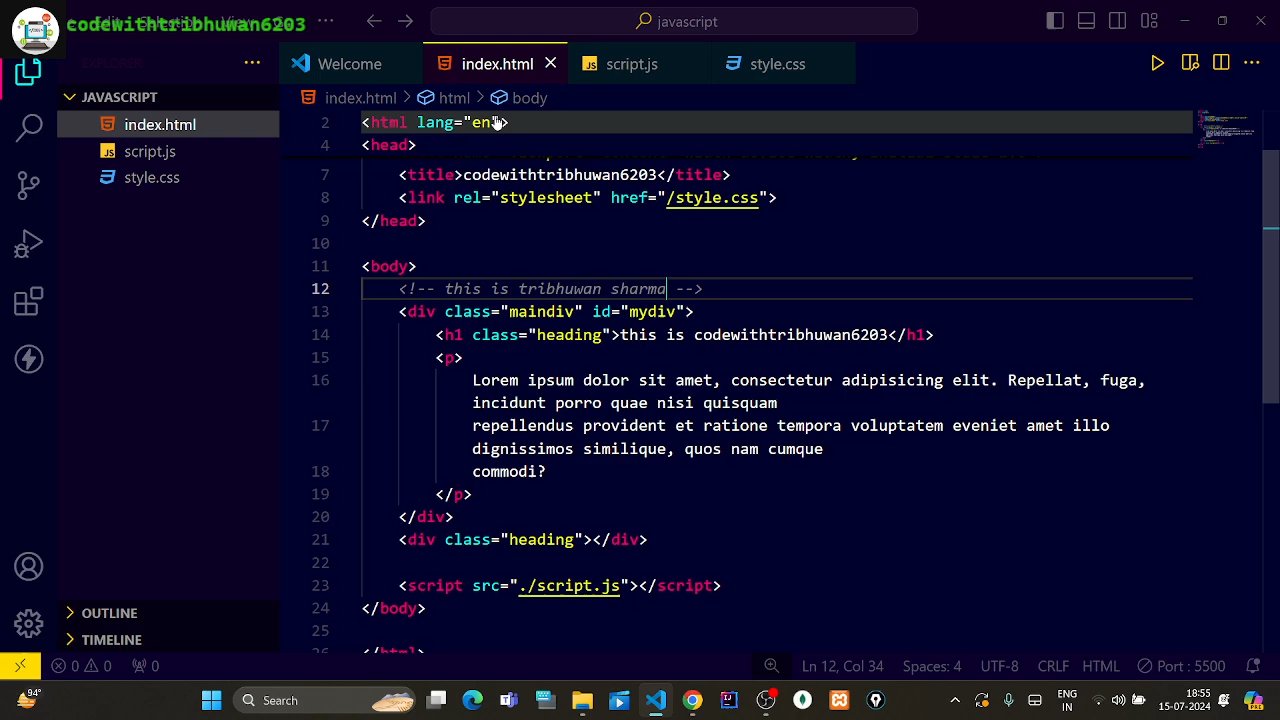 codewithtribhuwan6203
javascript
EXPLORER
Welcome
index.html
script.js
style.css
JAVASCRIPT
index.html
script.js
style.css
index.html > html > body
2 <html lang="en">
4 <head>
7 <title>codewithtribhuwan6203</title>
8 <link rel="stylesheet" href="/style.css">
9 </head>
10
11 <body>
12 <!-- this is tribhuwan sharma -->
13 <div class="maindiv" id="mydiv">
14 <h1 class="heading">this is codewithtribhuwan6203</h1>
15 <p>
16 Lorem ipsum dolor sit amet, consectetur adipisicing elit. Repellat, fuga,
incidunt porro quae nisi quisquam
17 repellendus provident et ratione tempora voluptatem eveniet amet illo
dignissimos similique, quos nam cumque
18 commodi?
19 </p>
20 </div>
21 <div class="heading"></div>
22
23 <script src="./script.js"></script>
24 </body>
25
26 </html>
OUTLINE
TIMELINE
0 0 0
Ln 12, Col 34
Spaces: 4
UTF-8
CRLF
HTML
Port : 5500
94°
Search
ENG
IN
18:55
15-07-2024